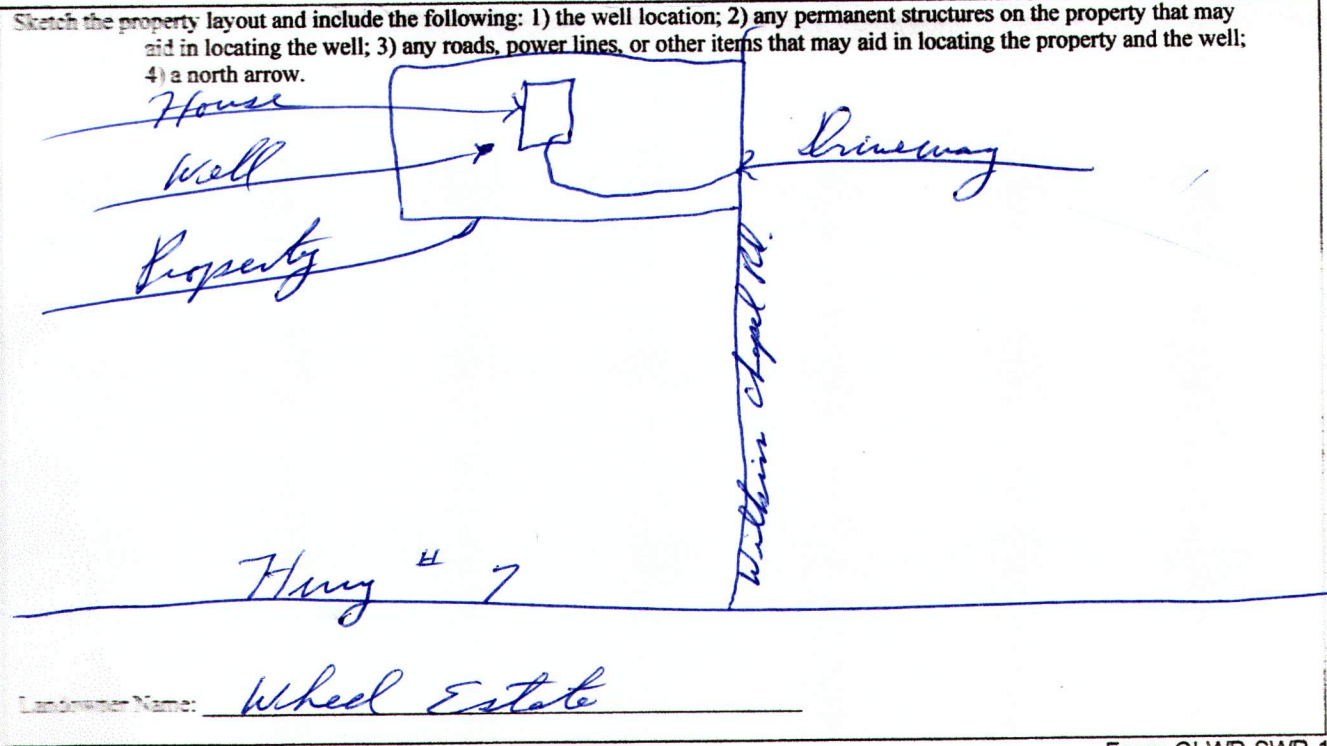 Sketch the property layout and include the following: 1) the well location; 2) any permanent structures on the property that may
aid in locating the well; 3) any roads, power lines, or other items that may aid in locating the property and the well;
4) a north arrow.
House
Well
Driveway
Property
Chapel Rd.
Hwy # 7
Landowner Name: Wheel Estate